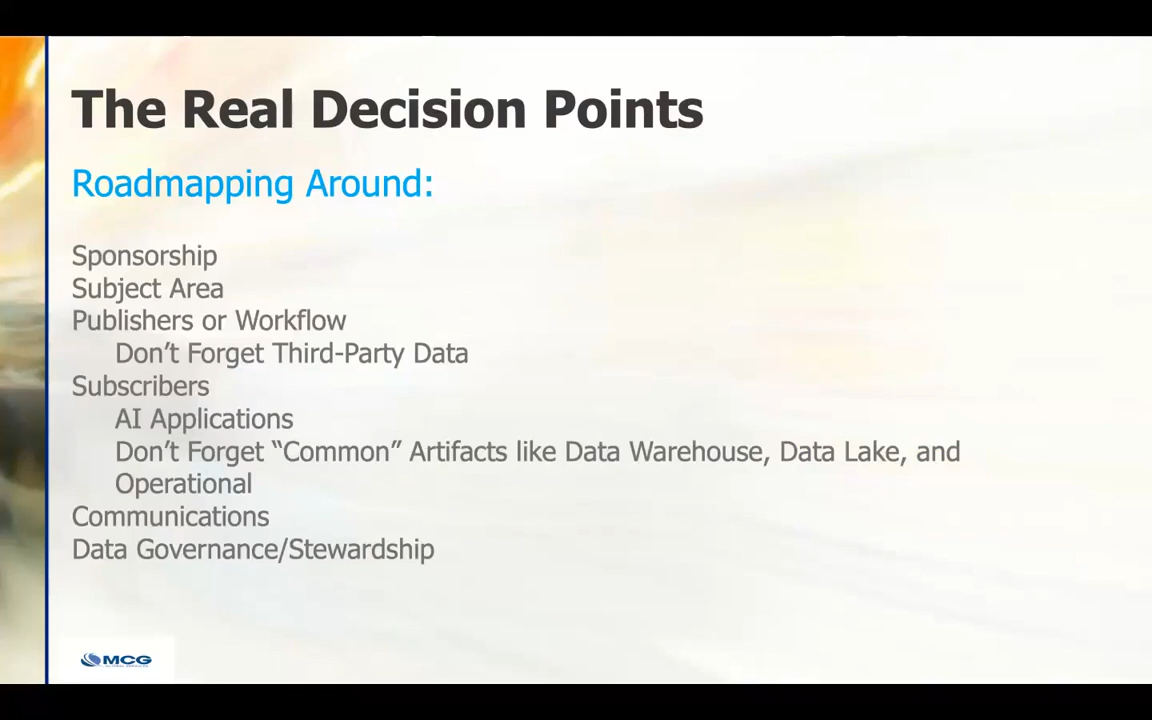 The Real Decision Points
Roadmapping Around:
Sponsorship
Subject Area
Publishers or Workflow
Don’t Forget Third-Party Data
Subscribers
AI Applications
Don’t Forget “Common” Artifacts like Data Warehouse, Data Lake, and
Operational
Communications
Data Governance/Stewardship
MCG